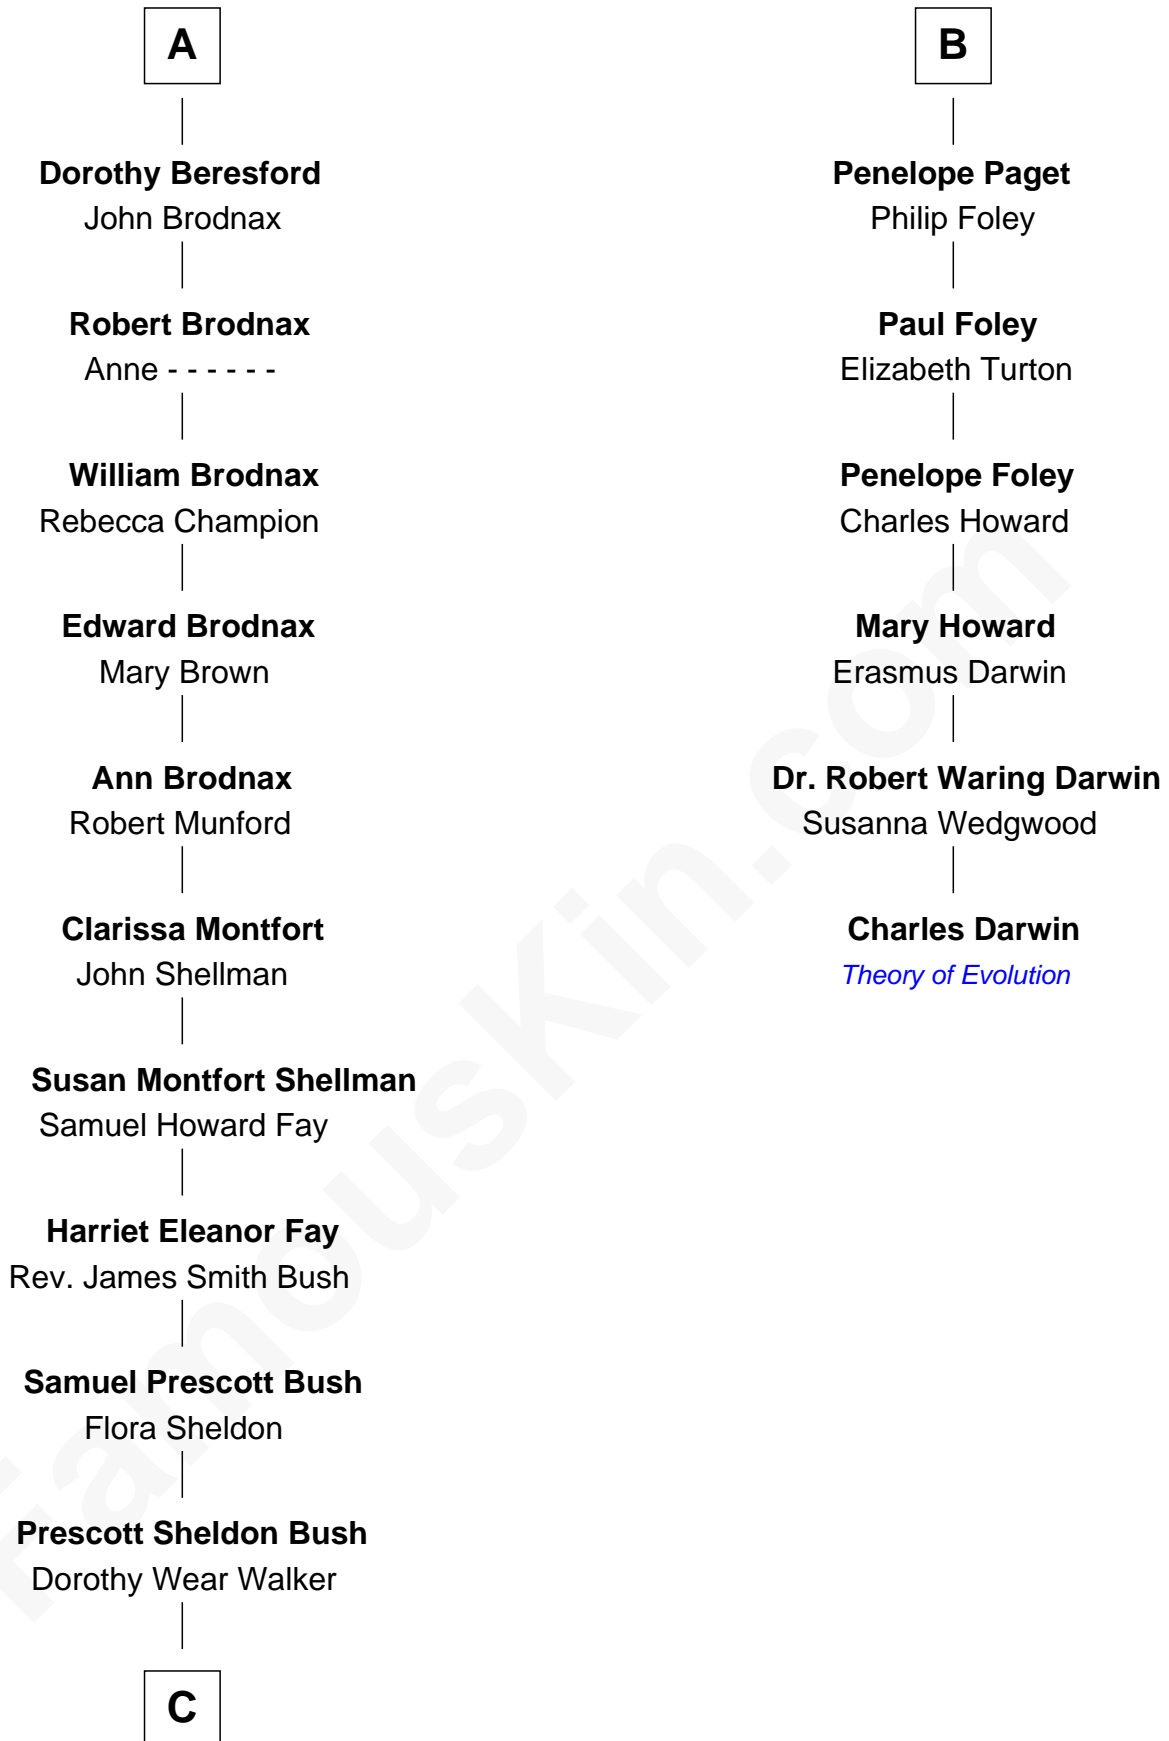 A
Dorothy Beresford
John Brodnax
Robert Brodnax
Anne - - - - - -
William Brodnax
Rebecca Champion
Edward Brodnax
Mary Brown
Ann Brodnax
Robert Munford
Clarissa Montfort
John Shellman
Susan Montfort Shellman
Samuel Howard Fay
Harriet Eleanor Fay
Rev. James Smith Bush
Samuel Prescott Bush
Flora Sheldon
Prescott Sheldon Bush
Dorothy Wear Walker
C
B
Penelope Paget
Philip Foley
Paul Foley
Elizabeth Turton
Penelope Foley
Charles Howard
Mary Howard
Erasmus Darwin
Dr. Robert Waring Darwin
Susanna Wedgwood
Charles Darwin
Theory of Evolution
FamousKin.com